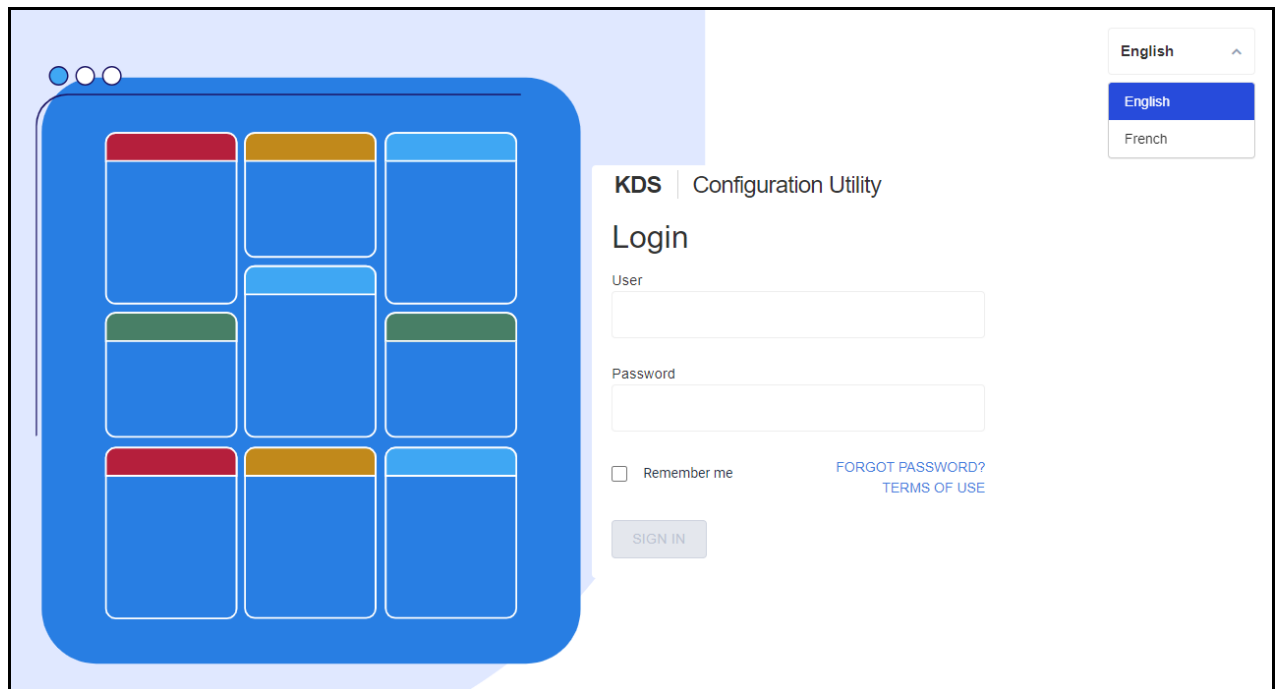 English
English
French
KDS
Configuration Utility
Login
User
Password
Remember me
FORGOT PASSWORD?
TERMS OF USE
SIGN IN